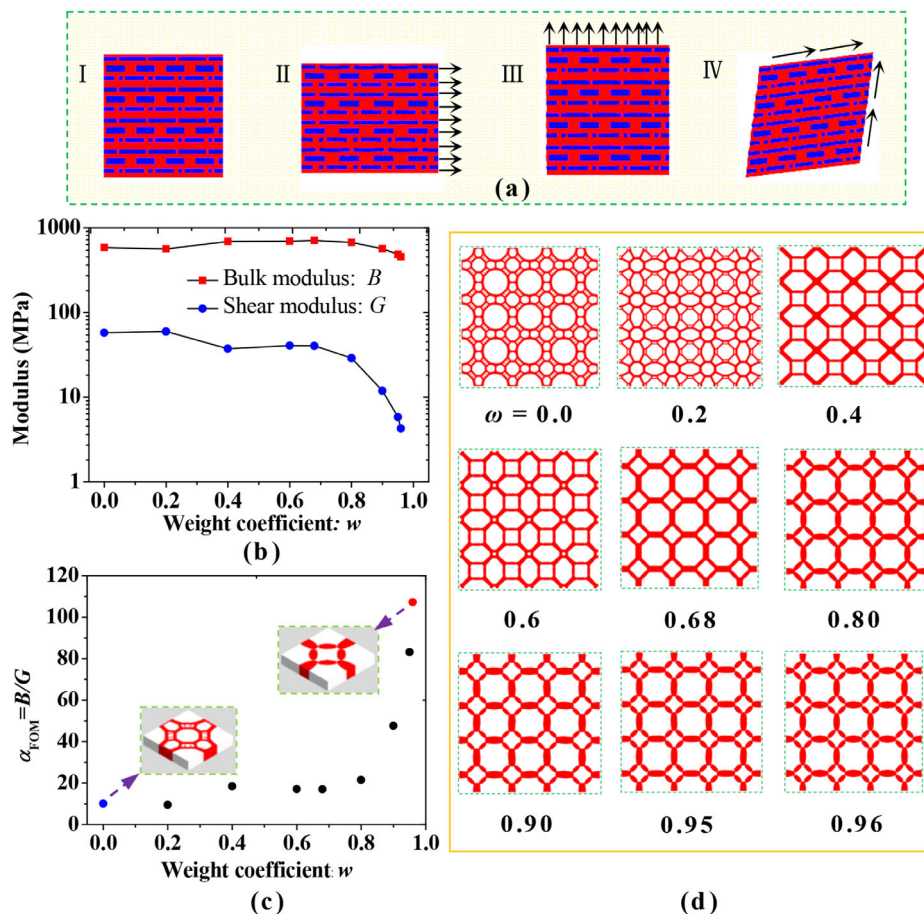 I
II
III
IV
(a)
1000
100
10
1
Modulus (MPa)
Bulk modulus: B
Shear modulus: G
0.0 0.2 0.4 0.6 0.8 1.0
Weight coefficient: w
(b)
120
100
80
60
40
20
0
αFOM=B/G
0.0 0.2 0.4 0.6 0.8 1.0
Weight coefficient: w
(c)
ω = 0.0 0.2 0.4
0.6 0.68 0.80
0.90 0.95 0.96
(d)